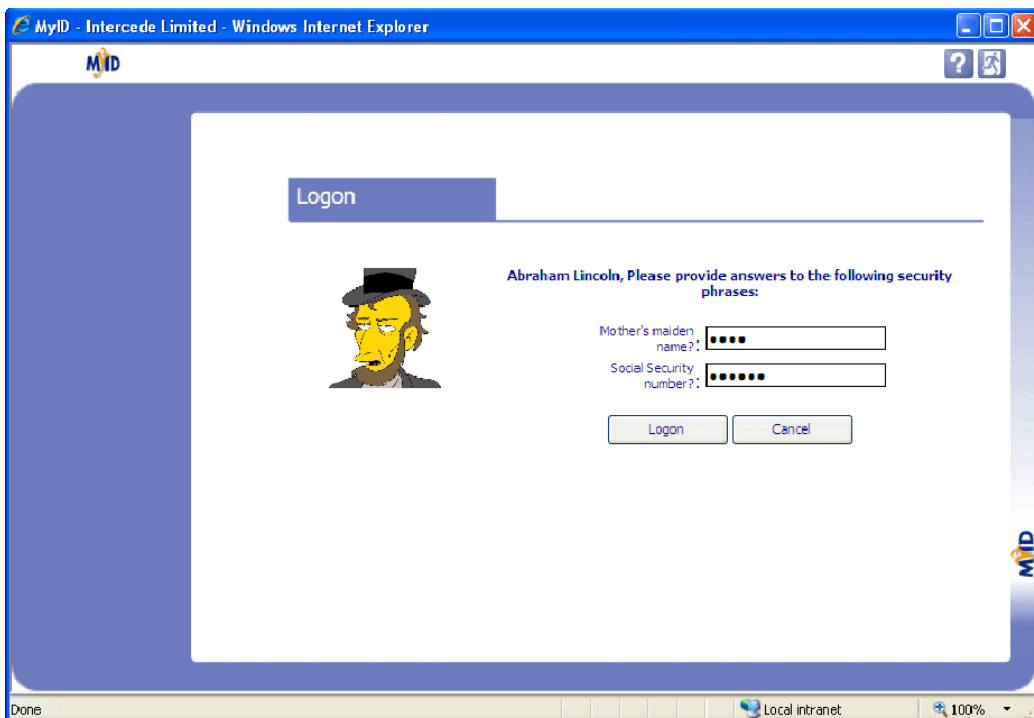 MyID - Intercede Limited - Windows Internet Explorer
MyID
?
Logon
Abraham Lincoln, Please provide answers to the following security
phrases:
Mother's maiden
name?:
••••
Social Security
number?:
••••••
Logon
Cancel
MyID
Done
Local intranet
100%